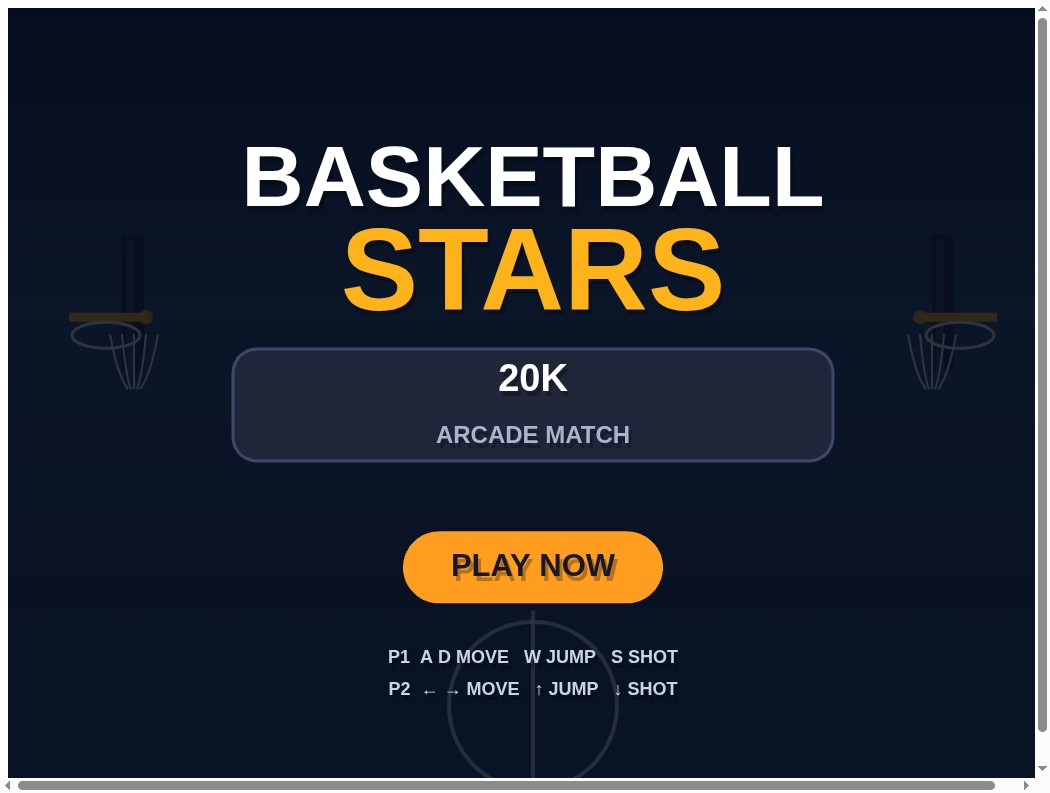 BASKETBALL
STARS
20K
ARCADE MATCH
PLAY NOW
P1 A D MOVE W JUMP S SHOT
P2 ← → MOVE ↑ JUMP ↓ SHOT